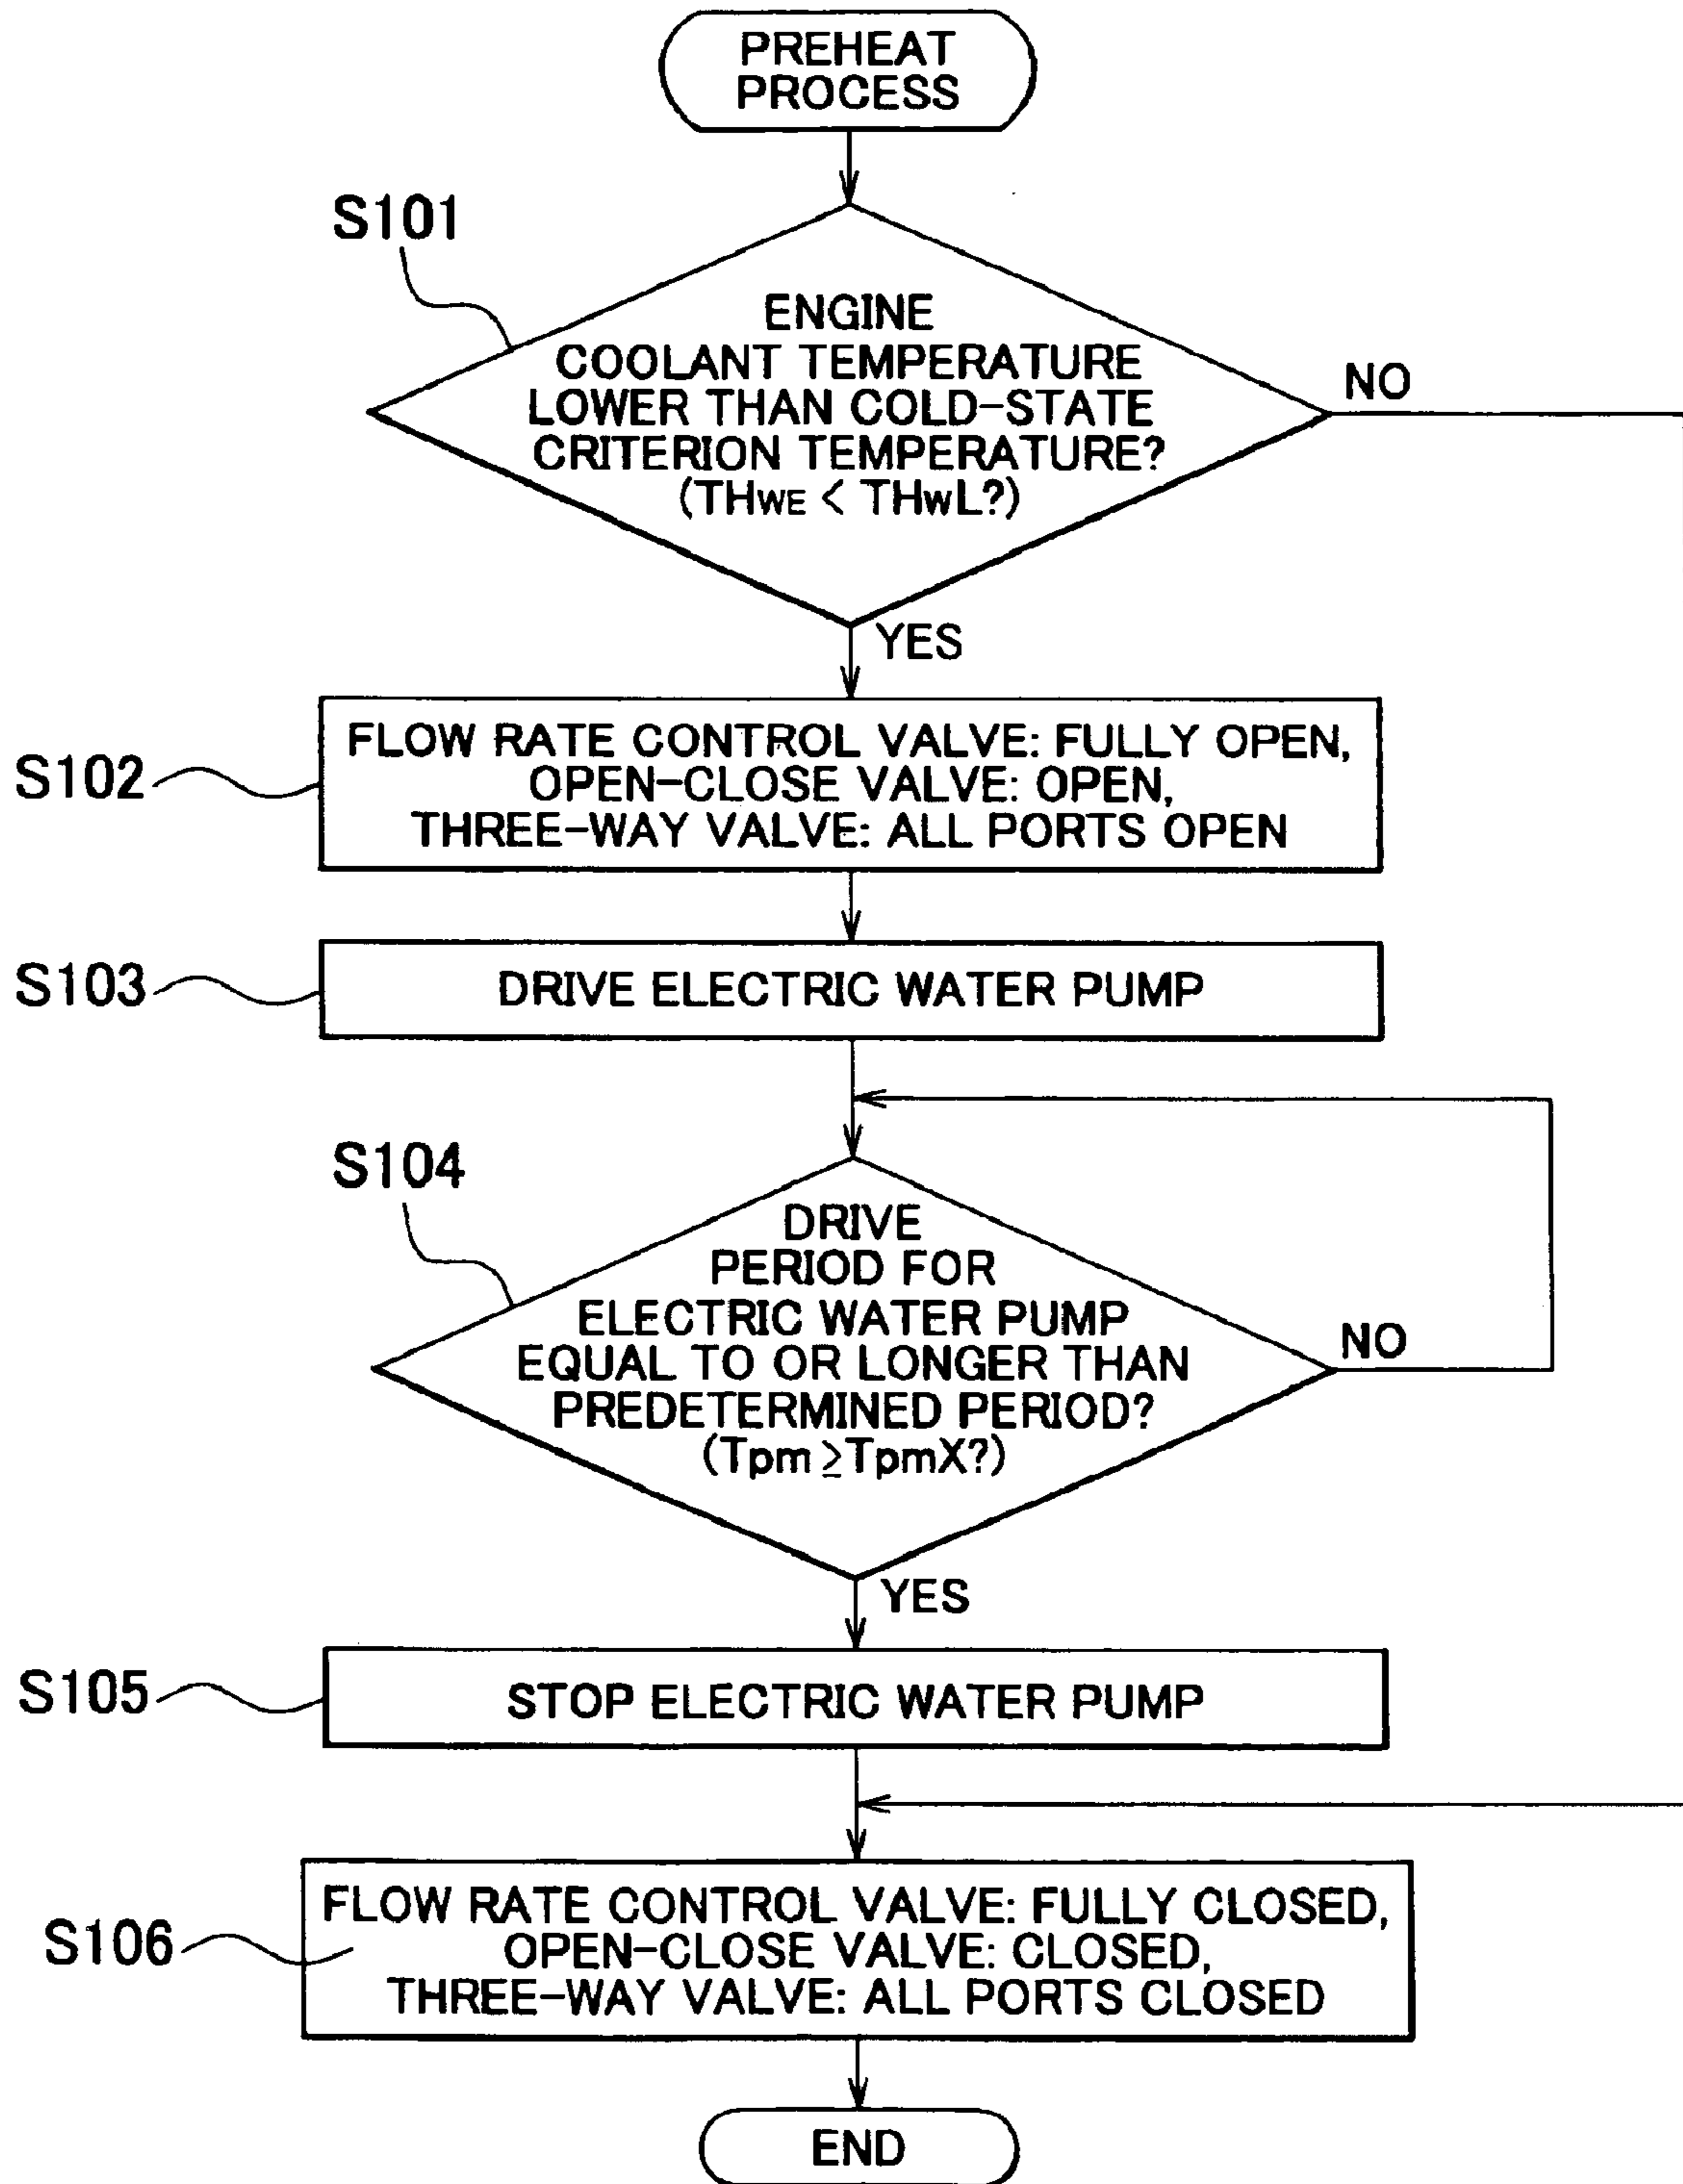 PREHEAT
PROCESS
S101
ENGINE
COOLANT TEMPERATURE
LOWER THAN COLD-STATE
CRITERION TEMPERATURE?
(THWE < THWL?)
NO
YES
S102
FLOW RATE CONTROL VALVE: FULLY OPEN,
OPEN-CLOSE VALVE: OPEN,
THREE-WAY VALVE: ALL PORTS OPEN
S103
DRIVE ELECTRIC WATER PUMP
S104
DRIVE
PERIOD FOR
ELECTRIC WATER PUMP
EQUAL TO OR LONGER THAN
PREDETERMINED PERIOD?
(Tpm≥TpmX?)
NO
YES
S105
STOP ELECTRIC WATER PUMP
S106
FLOW RATE CONTROL VALVE: FULLY CLOSED,
OPEN-CLOSE VALVE: CLOSED,
THREE-WAY VALVE: ALL PORTS CLOSED
END